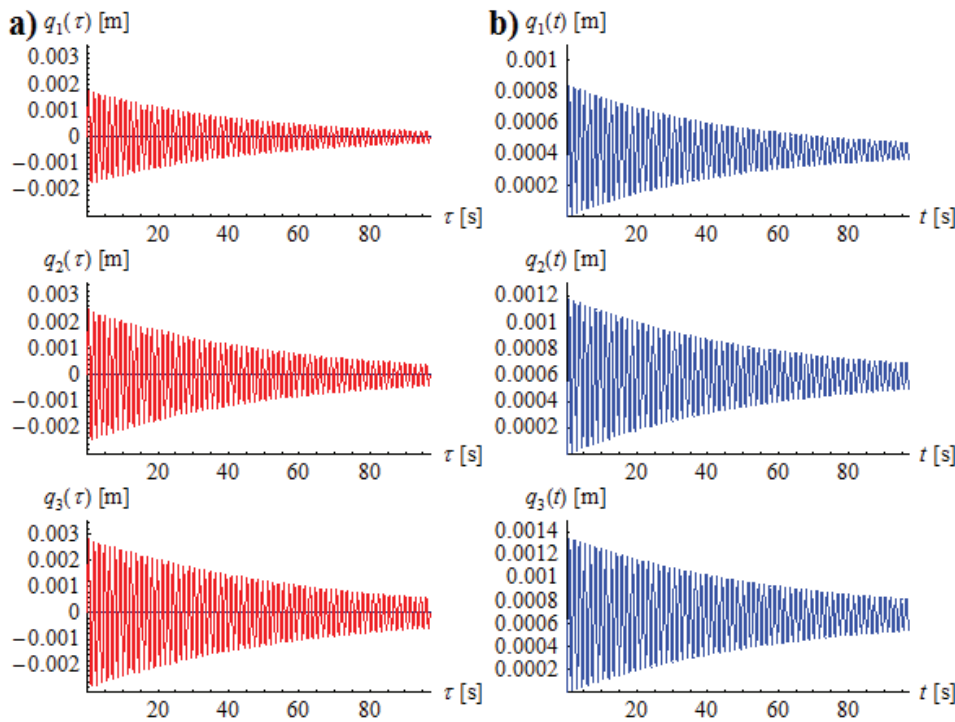 a) q₁(τ) [m]
0.003
0.002
0.001
0
−0.001
−0.002
20 40 60 80
τ [s]
b) q₁(t) [m]
0.001
0.0008
0.0006
0.0004
0.0002
20 40 60 80
t [s]
q₂(τ) [m]
0.003
0.002
0.001
0
−0.001
−0.002
20 40 60 80
τ [s]
q₂(t) [m]
0.0012
0.001
0.0008
0.0006
0.0004
0.0002
20 40 60 80
t [s]
q₃(τ) [m]
0.003
0.002
0.001
0
−0.001
−0.002
20 40 60 80
τ [s]
q₃(t) [m]
0.0014
0.0012
0.001
0.0008
0.0006
0.0004
0.0002
20 40 60 80
t [s]